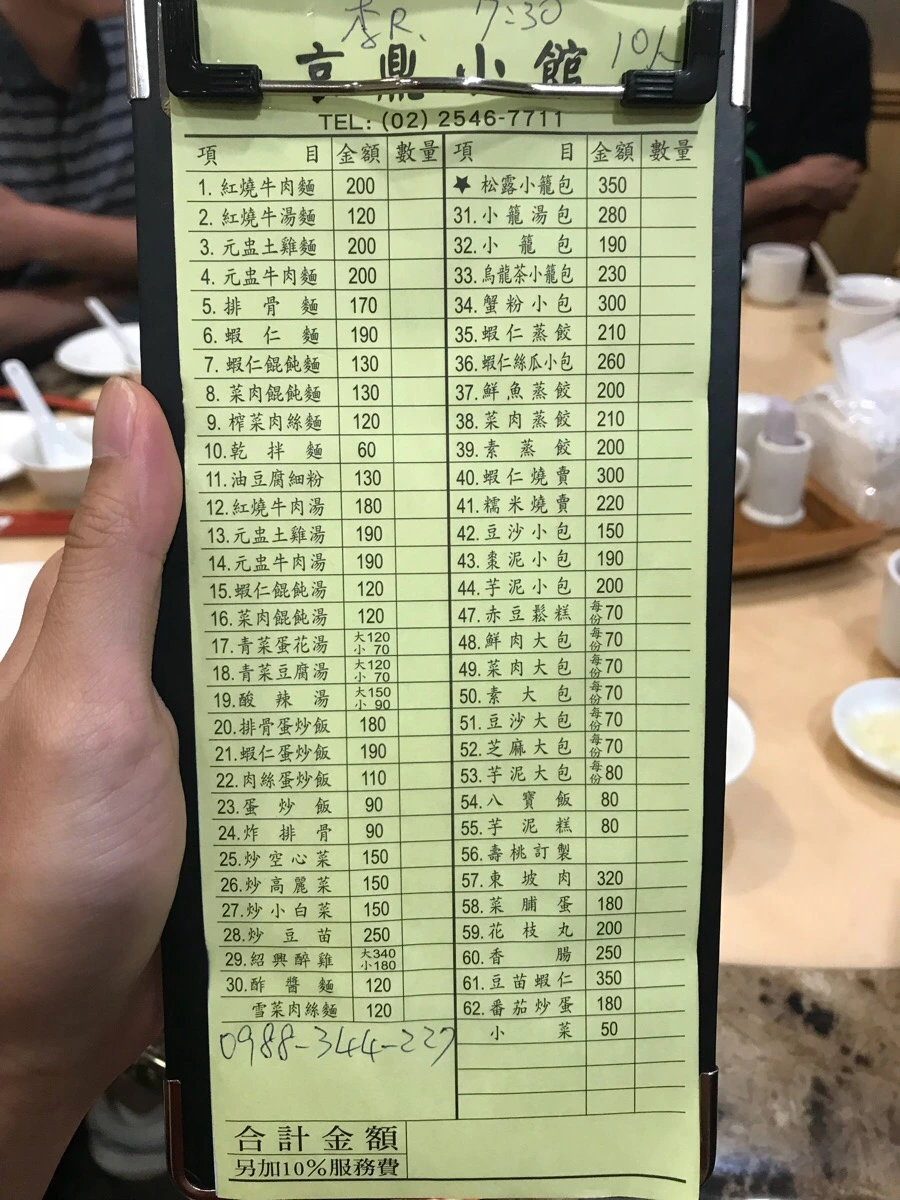 李R. 7:30 10人
京鼎小館
TEL: (02) 2546-7711
項目 金額 數量
1. 紅燒牛肉麵 200
2. 紅燒牛湯麵 120
3. 元盅土雞麵 200
4. 元盅牛肉麵 200
5. 排骨麵 170
6. 蝦仁麵 190
7. 蝦仁餛飩麵 130
8. 菜肉餛飩麵 130
9. 榨菜肉絲麵 120
10. 乾拌麵 60
11. 油豆腐細粉 130
12. 紅燒牛肉湯 180
13. 元盅土雞湯 190
14. 元盅牛肉湯 190
15. 蝦仁餛飩湯 120
16. 菜肉餛飩湯 120
17. 青菜蛋花湯 大120 小 70
18. 青菜豆腐湯 大120 小 70
19. 酸辣湯 大150 小 90
20. 排骨蛋炒飯 180
21. 蝦仁蛋炒飯 190
22. 肉絲蛋炒飯 110
23. 蛋炒飯 90
24. 炸排骨 90
25. 炒空心菜 150
26. 炒高麗菜 150
27. 炒小白菜 150
28. 炒豆苗 250
29. 紹興醉雞 大340 小180
30. 酢醬麵 120
雪菜肉絲麵 120
0988-344-227
項目 金額 數量
★ 松露小籠包 350
31. 小籠湯包 280
32. 小籠包 190
33. 烏龍茶小籠包 230
34. 蟹粉小包 300
35. 蝦仁蒸餃 210
36. 蝦仁絲瓜小包 260
37. 鮮魚蒸餃 200
38. 菜肉蒸餃 210
39. 素蒸餃 200
40. 蝦仁燒賣 300
41. 糯米燒賣 220
42. 豆沙小包 150
43. 棗泥小包 190
44. 芋泥小包 200
47. 赤豆鬆糕 每份70
48. 鮮肉大包 每份70
49. 菜肉大包 每份70
50. 素大包 每份70
51. 豆沙大包 每份70
52. 芝麻大包 每份70
53. 芋泥大包 每份80
54. 八寶飯 80
55. 芋泥糕 80
56. 壽桃訂製
57. 東坡肉 320
58. 菜脯蛋 180
59. 花枝丸 200
60. 香腸 250
61. 豆苗蝦仁 350
62. 番茄炒蛋 180
小菜 50
合計金額
另加10%服務費